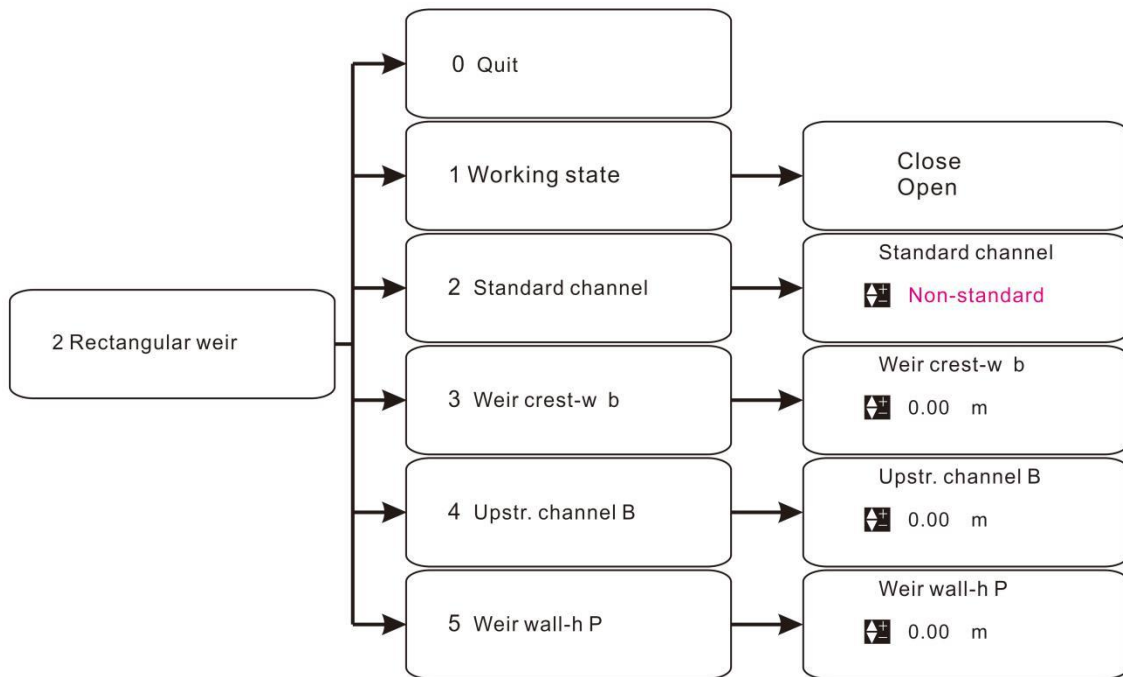 0 Quit
1 Working state
Close
Open
2 Standard channel
Standard channel
Non-standard
2 Rectangular weir
3 Weir crest-w b
Weir crest-w b
0.00 m
4 Upstr. channel B
Upstr. channel B
0.00 m
5 Weir wall-h P
Weir wall-h P
0.00 m